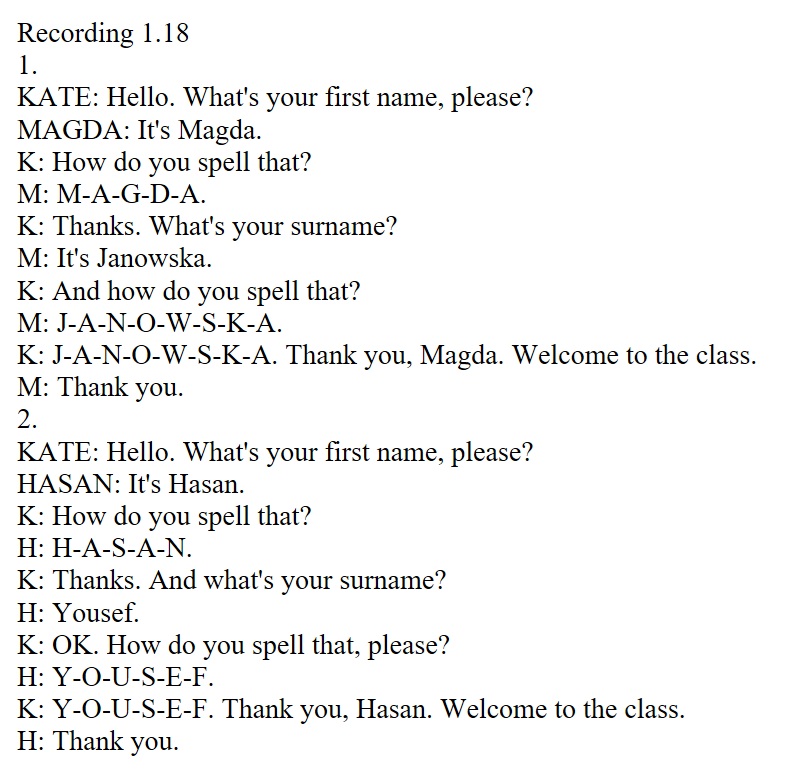 Recording 1.18
1.
KATE: Hello. What's your first name, please?
MAGDA: It's Magda.
K: How do you spell that?
M: M-A-G-D-A.
K: Thanks. What's your surname?
M: It's Janowska.
K: And how do you spell that?
M: J-A-N-O-W-S-K-A.
K: J-A-N-O-W-S-K-A. Thank you, Magda. Welcome to the class.
M: Thank you.
2.
KATE: Hello. What's your first name, please?
HASAN: It's Hasan.
K: How do you spell that?
H: H-A-S-A-N.
K: Thanks. And what's your surname?
H: Yousef.
K: OK. How do you spell that, please?
H: Y-O-U-S-E-F.
K: Y-O-U-S-E-F. Thank you, Hasan. Welcome to the class.
H: Thank you.